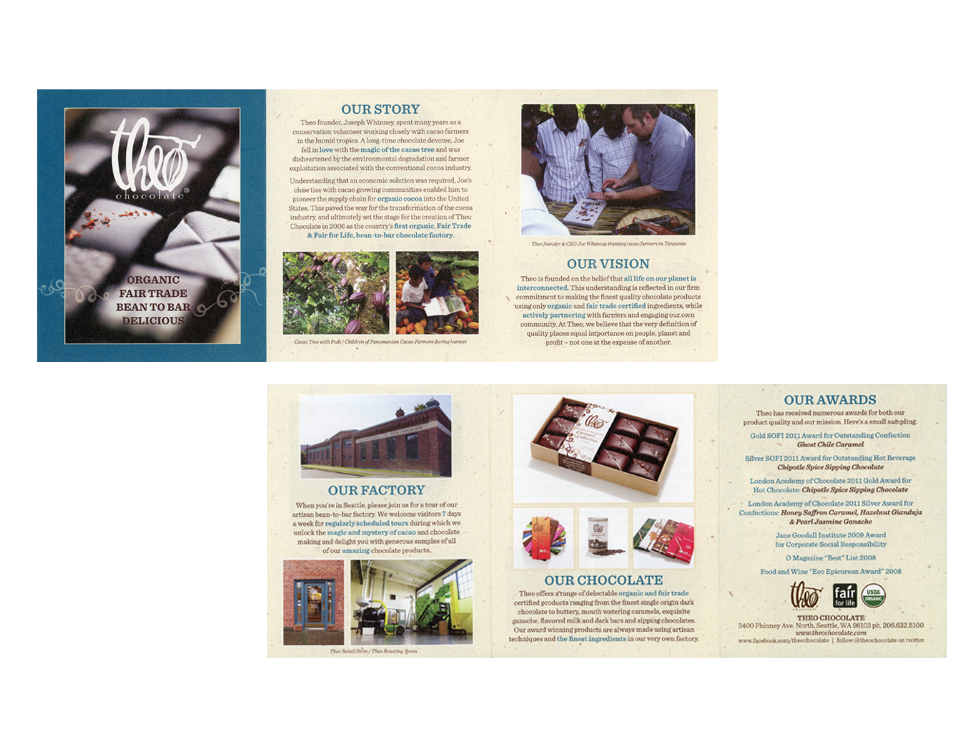 theo
chocolate®
ORGANIC
FAIR TRADE
BEAN TO BAR
DELICIOUS
OUR STORY
Theo founder, Joseph Whinney, spent many years as a
conservation volunteer working closely with cacao farmers
in the humid tropics. A long-time chocolate devotee, Joe
fell in love with the magic of the cacao tree and was
disheartened by the environmental degradation and farmer
exploitation associated with the conventional cocoa industry.
Understanding that an economic solution was required, Joe's
close ties with cacao growing communities enabled him to
pioneer the supply chain for organic cocoa into the United
States. This paved the way for the transformation of the cocoa
industry, and ultimately set the stage for the creation of Theo
Chocolate in 2006 as the country's first organic, Fair Trade
& Fair for Life, bean-to-bar chocolate factory.
Cacao Tree with Pods / Children of Panamanian Cacao Farmers during harvest
Theo founder & CEO Joe Whinney training cacao farmers in Tanzania
OUR VISION
Theo is founded on the belief that all life on our planet is
interconnected. This understanding is reflected in our firm
commitment to making the finest quality chocolate products
using only organic and fair trade certified ingredients, while
actively partnering with farmers and engaging our own
community. At Theo, we believe that the very definition of
quality places equal importance on people, planet and
profit – not one at the expense of another.
OUR FACTORY
When you're in Seattle, please join us for a tour of our
artisan bean-to-bar factory. We welcome visitors 7 days
a week for regularly scheduled tours during which we
unlock the magic and mystery of cacao and chocolate
making and delight you with generous samples of all
of our amazing chocolate products.
Theo Retail Store / Theo Roasting Room
theo
OUR CHOCOLATE
Theo offers a range of delectable organic and fair trade
certified products ranging from the finest single origin dark
chocolate to buttery, mouth watering caramels, exquisite
ganache, flavored milk and dark bars and sipping chocolates.
Our award winning products are always made using artisan
techniques and the finest ingredients in our very own factory.
OUR AWARDS
Theo has received numerous awards for both our
product quality and our mission. Here's a small sampling:
Gold SOFI 2011 Award for Outstanding Confection
Ghost Chile Caramel
Silver SOFI 2011 Award for Outstanding Hot Beverage
Chipotle Spice Sipping Chocolate
London Academy of Chocolate 2011 Gold Award for
Hot Chocolate: Chipotle Spice Sipping Chocolate
London Academy of Chocolate 2011 Silver Award for
Confections: Honey Saffron Caramel, Hazelnut Gianduja
& Pearl Jasmine Ganache
Jane Goodall Institute 2009 Award
for Corporate Social Responsibility
O Magazine "Best" List 2008
Food and Wine "Eco Epicurean Award" 2008
theo
fair
for life
USDA
ORGANIC
THEO CHOCOLATE
3400 Phinney Ave. North, Seattle, WA 98103 ph: 206.632.5100
www.theochocolate.com
www.facebook.com/theochocolate | follow @theochocolate on twitter